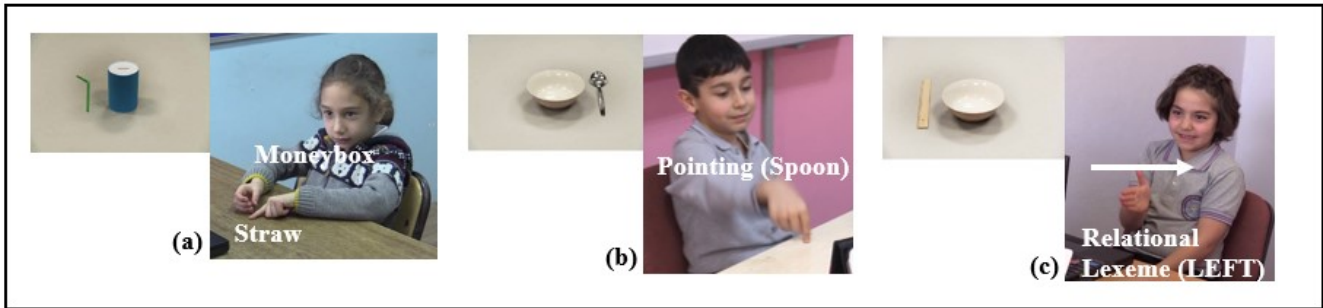 Moneybox
Straw
(a)
Pointing (Spoon)
(b)
Relational
Lexeme (LEFT)
(c)